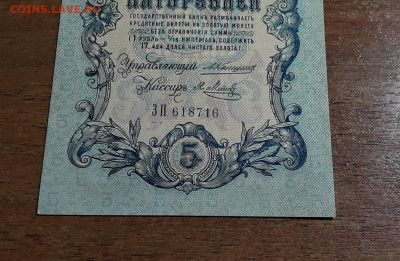 COINS.LAVE.RU
ПЯТЬ РУБЛЕЙ
ГОСУДАРСТВЕННЫЙ БАНКЪ РАЗМѢНИВАЕТЪ
КРЕДИТНЫЕ БИЛЕТЫ НА ЗОЛОТУЮ МОНЕТУ
БЕЗЪ ОГРАНИЧЕНІЯ СУММЫ
(1 РУБЛЬ = 1/15 ИМПЕРІАЛА, СОДЕРЖИТЪ
17,424 ДОЛЕЙ ЧИСТАГО ЗОЛОТА)
Управляющій
Кассиръ
ЗП 618716
5